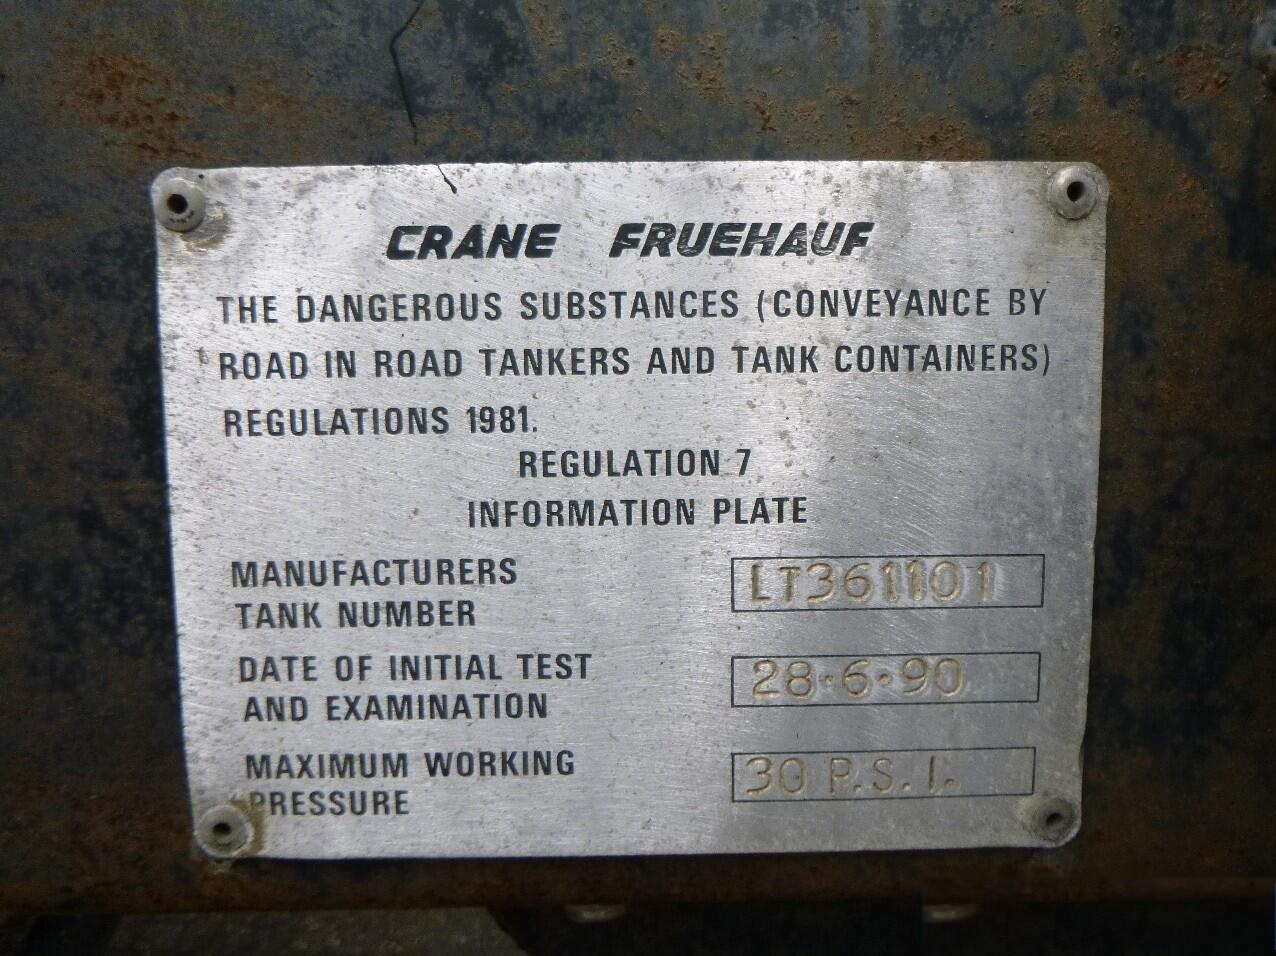 CRANE FRUEHAUF
THE DANGEROUS SUBSTANCES (CONVEYANCE BY
ROAD IN ROAD TANKERS AND TANK CONTAINERS)
REGULATIONS 1981.
REGULATION 7
INFORMATION PLATE
MANUFACTURERS
TANK NUMBER
LT361101
DATE OF INITIAL TEST
AND EXAMINATION
28·6·90
MAXIMUM WORKING
PRESSURE
30 P.S.I.